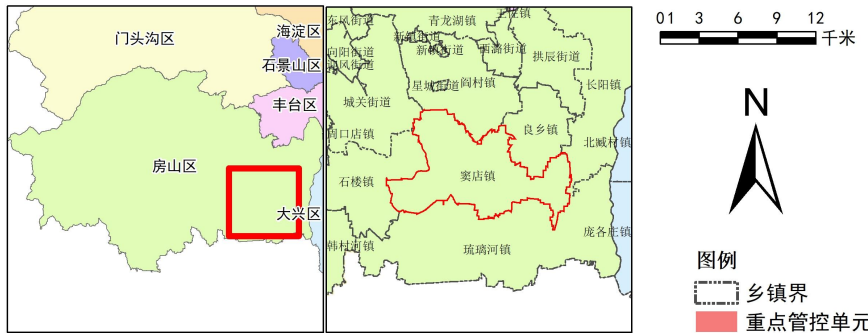 门头沟区
海淀区
石景山区
丰台区
房山区
大兴区
东风街道
青龙湖镇
王佐镇
向阳街道
迎风街道
新镇街道
西潞街道
拱辰街道
星城街道
阎村镇
长阳镇
城关街道
周口店镇
良乡镇
北臧村镇
石楼镇
窦店镇
庞各庄镇
韩村河镇
琉璃河镇
0 1 3 6 9 12
千米
N
图例
乡镇界
重点管控单元